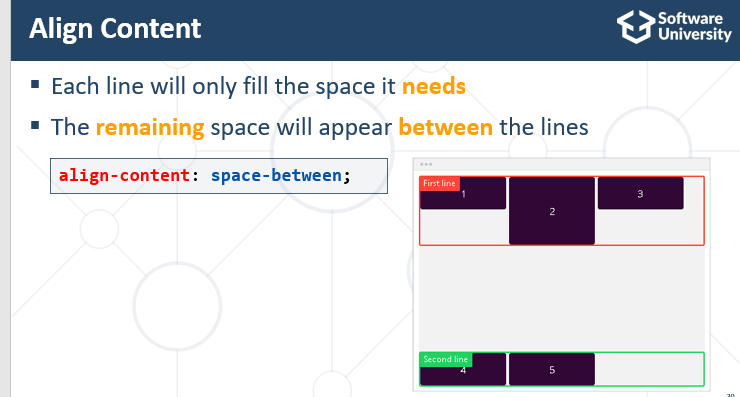 Align Content
Software
University
▪ Each line will only fill the space it needs
▪ The remaining space will appear between the lines
align-content: space-between;
First line
1
2
3
Second line
4
5